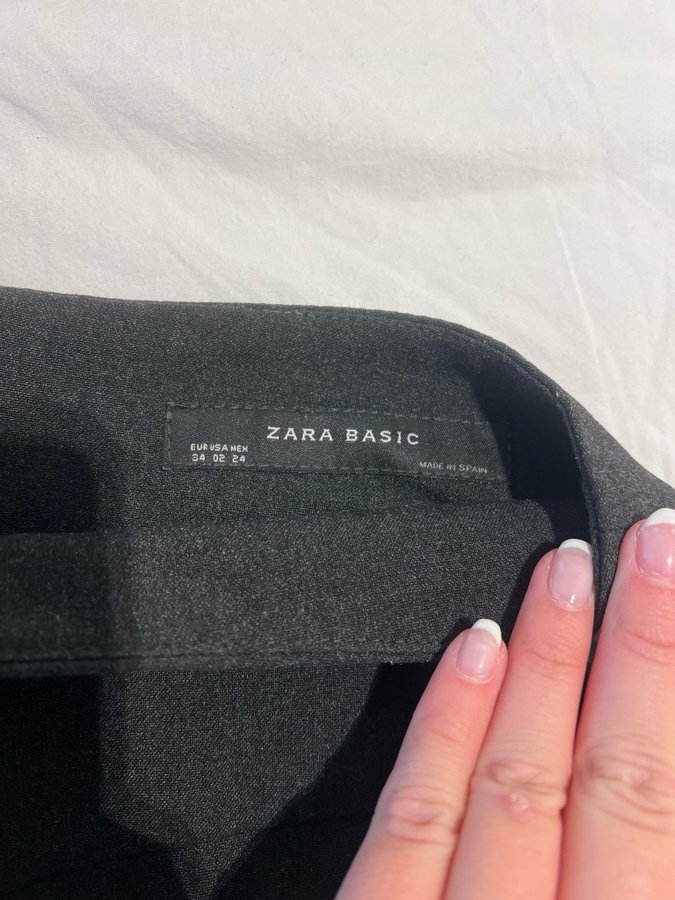 ZARA BASIC
EUR USA MEX
34 02 24
MADE IN SPAIN